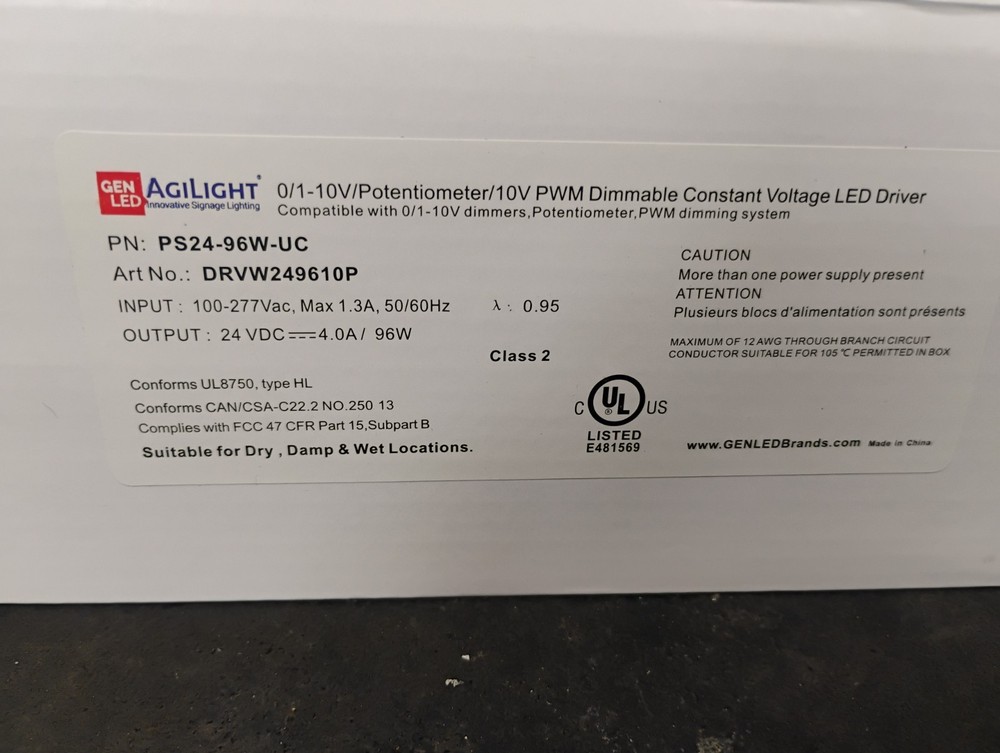 GEN LED AGILIGHT®
Innovative Signage Lighting
0/1-10V/Potentiometer/10V PWM Dimmable Constant Voltage LED Driver
Compatible with 0/1-10V dimmers,Potentiometer,PWM dimming system
PN: PS24-96W-UC
Art No.: DRVW249610P
INPUT : 100-277Vac, Max 1.3A, 50/60Hz λ : 0.95
OUTPUT : 24 VDC⎓4.0A / 96W
Class 2
CAUTION
More than one power supply present
ATTENTION
Plusieurs blocs d'alimentation sont présents
MAXIMUM OF 12 AWG THROUGH BRANCH CIRCUIT
CONDUCTOR SUITABLE FOR 105 ℃ PERMITTED IN BOX
Conforms UL8750, type HL
Conforms CAN/CSA-C22.2 NO.250 13
Complies with FCC 47 CFR Part 15,Subpart B
Suitable for Dry , Damp & Wet Locations.
C UL® US
LISTED
E481569
www.GENLEDBrands.com Made in China